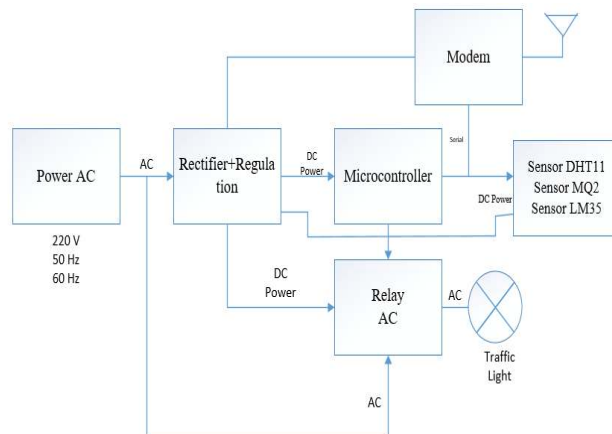 Modem
AC
Rectifier+Regula
tion
DC
Power
Serial
Power AC
Microcontroller
Sensor DHT11
Sensor MQ2
Sensor LM35
DC Power
220 V
50 Hz
60 Hz
DC
Power
Relay
AC
AC
Traffic
Light
AC